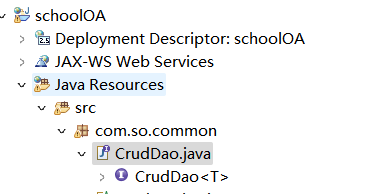 schoolOA
Deployment Descriptor: schoolOA
JAX-WS Web Services
Java Resources
src
com.so.common
CrudDao.java
CrudDao<T>